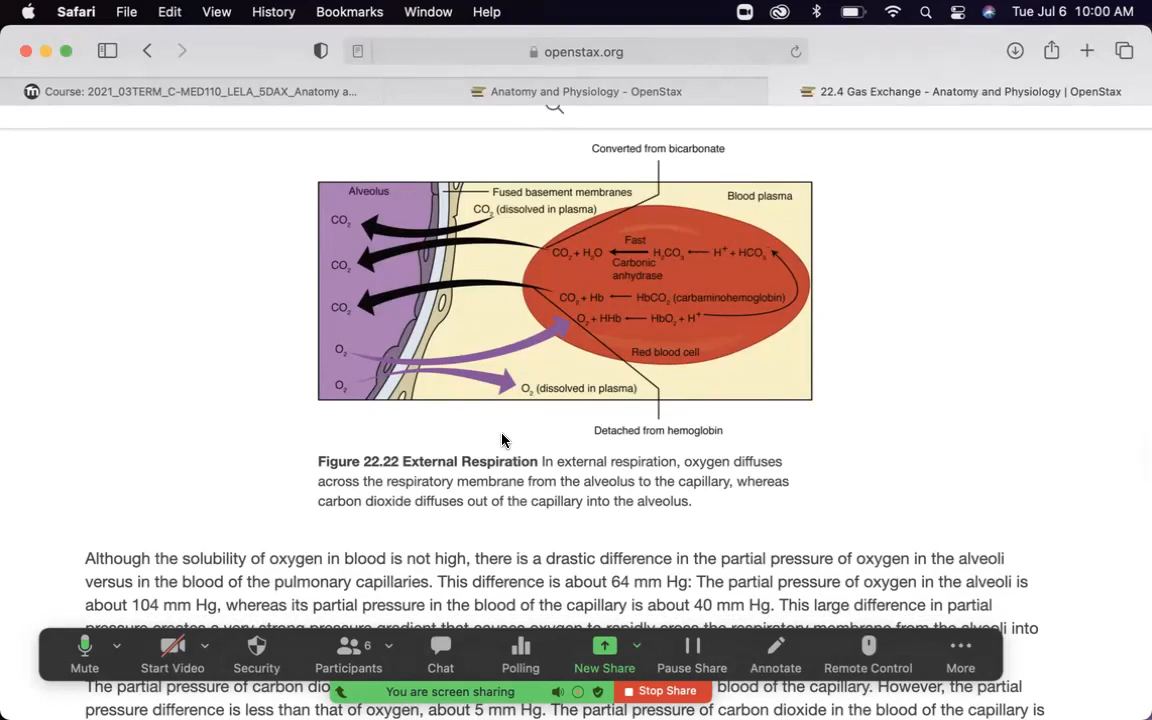 Safari File Edit View History Bookmarks Window Help Tue Jul 6 10:00 AM
openstax.org
Course: 2021_03TERM_C-MED110_LELA_5DAX_Anatomy a... Anatomy and Physiology - OpenStax 22.4 Gas Exchange - Anatomy and Physiology | OpenStax
Converted from bicarbonate
Alveolus Fused basement membranes Blood plasma
CO₂ CO₂ (dissolved in plasma)
Fast
CO₂ + H₂O H₂CO₃ H⁺ + HCO₃⁻
CO₂ Carbonic
anhydrase
CO₂ + Hb HbCO₂ (carbaminohemoglobin)
CO₂
O₂ + HHb HbO₂ + H⁺
O₂ Red blood cell
O₂ O₂ (dissolved in plasma)
Detached from hemoglobin
Figure 22.22 External Respiration In external respiration, oxygen diffuses
across the respiratory membrane from the alveolus to the capillary, whereas
carbon dioxide diffuses out of the capillary into the alveolus.
Although the solubility of oxygen in blood is not high, there is a drastic difference in the partial pressure of oxygen in the alveoli
versus in the blood of the pulmonary capillaries. This difference is about 64 mm Hg: The partial pressure of oxygen in the alveoli is
about 104 mm Hg, whereas its partial pressure in the blood of the capillary is about 40 mm Hg. This large difference in partial
into
6
Mute Start Video Security Participants Chat Polling New Share Pause Share Annotate Remote Control More
The partial pressure of carbon You are screen sharing Stop Share blood of the capillary. However, the partial
pressure difference is less than that of oxygen, about 5 mm Hg. The partial pressure of carbon dioxide in the blood of the capillary is